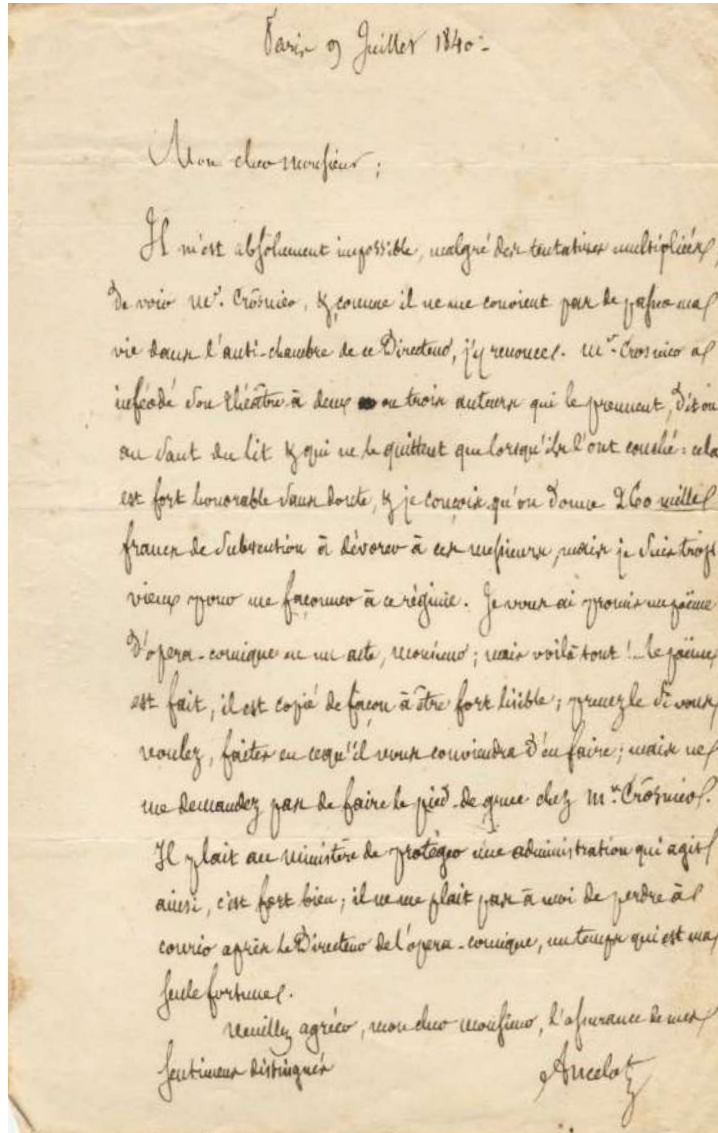 Paris 9 Juillet 1840.
Mon cher monsieur ;
Il m'est absolument impossible, malgré des tentatives multipliées,
de voir mr. Crosnier, & comme il ne me convient pas de passer ma
vie dans l'anti-chambre de ce Directeur, j'y renonce. mr. Crosnier a
inféodé son théâtre à deux ou trois auteurs qui le prennent, dit on
au saut du lit & qui ne le quittent que lorsqu'ils l'ont couché : cela
est fort honorable sans doute, & je conçois qu'on donne 260 mille
francs de subvention à dévorer à ces messieurs, mais je suis trop
vieux pour me façonner à ce régime. Je vous ai promis un poëme
d'opera-comique en un acte, monsieur ; mais voilà tout ! - le poëme
est fait, il est copié de façon à être fort lisible ; prenez le si vous
voulez, faites en ce qu'il vous conviendra d'en faire ; mais ne
me demandez pas de faire le pied-de-grue chez mr. Crosnier.
Il plait au ministère de protéger une administration qui agit
ainsi, c'est fort bien ; il ne me plait pas à moi de perdre à
courir après le Directeur de l'opera-comique, un temps qui est ma
seule fortune.
Veuillez agréer, mon cher monsieur, l'assurance de mes
sentimens distingués
Ancelot